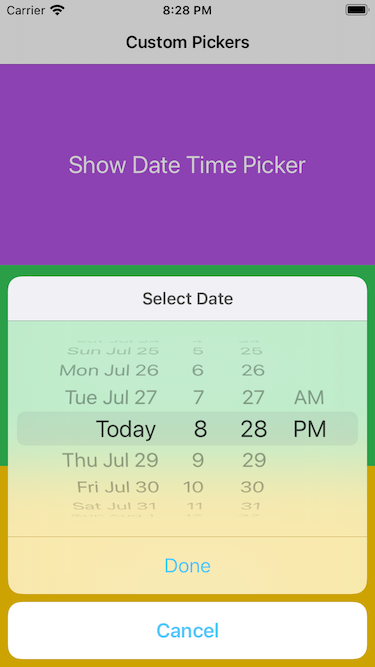 Carrier 8:28 PM
Custom Pickers
Show Date Time Picker
Select Date
Sun Jul 25 5 25
Mon Jul 26 6 26
Tue Jul 27 7 27 AM
Today 8 28 PM
Thu Jul 29 9 29
Fri Jul 30 10 30
Sat Jul 31 11 31
Done
Cancel